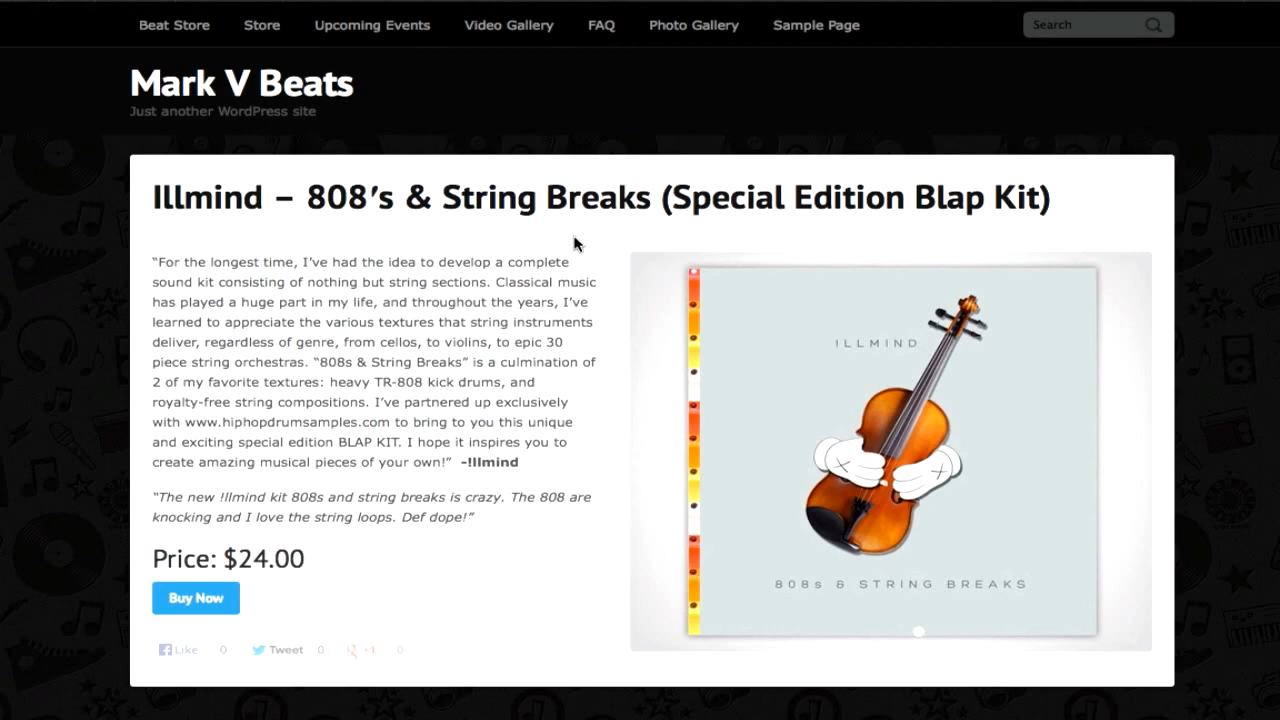 Beat Store Store Upcoming Events Video Gallery FAQ Photo Gallery Sample Page Search
Mark V Beats
Just another WordPress site
Illmind – 808′s & String Breaks (Special Edition Blap Kit)
“For the longest time, I’ve had the idea to develop a complete
sound kit consisting of nothing but string sections. Classical music
has played a huge part in my life, and throughout the years, I’ve
learned to appreciate the various textures that string instruments
deliver, regardless of genre, from cellos, to violins, to epic 30
piece string orchestras. “808s & String Breaks” is a culmination of
2 of my favorite textures: heavy TR-808 kick drums, and
royalty-free string compositions. I’ve partnered up exclusively
with www.hiphopdrumsamples.com to bring to you this unique
and exciting special edition BLAP KIT. I hope it inspires you to
create amazing musical pieces of your own!” -!llmind
“The new !llmind kit 808s and string breaks is crazy. The 808 are
knocking and I love the string loops. Def dope!”
Price: $24.00
Buy Now
Like 0 Tweet 0 +1 0
!LLMIND
808s & STRING BREAKS